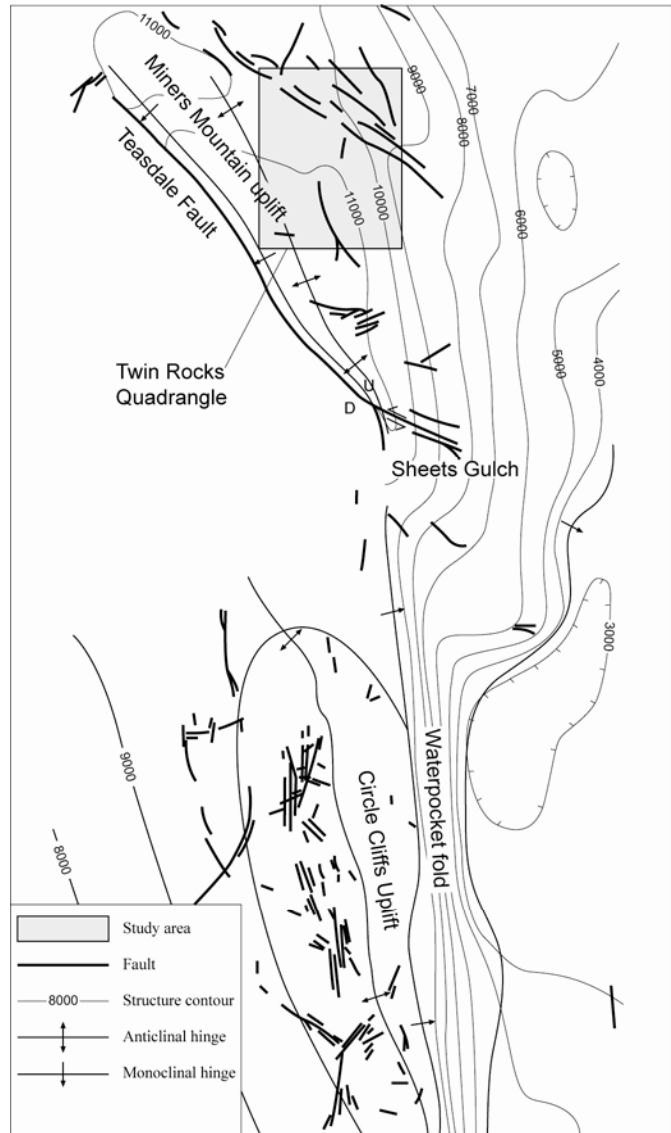 11000
9000
7000
8000
Miners Mountain uplift
Teasdale Fault
11000
10000
6000
Twin Rocks
Quadrangle
U
D
5000
4000
Sheets Gulch
3000
9000
8000
Circle Cliffs Uplift
Waterpocket fold
Study area
Fault
8000
Structure contour
Anticlinal hinge
Monoclinal hinge